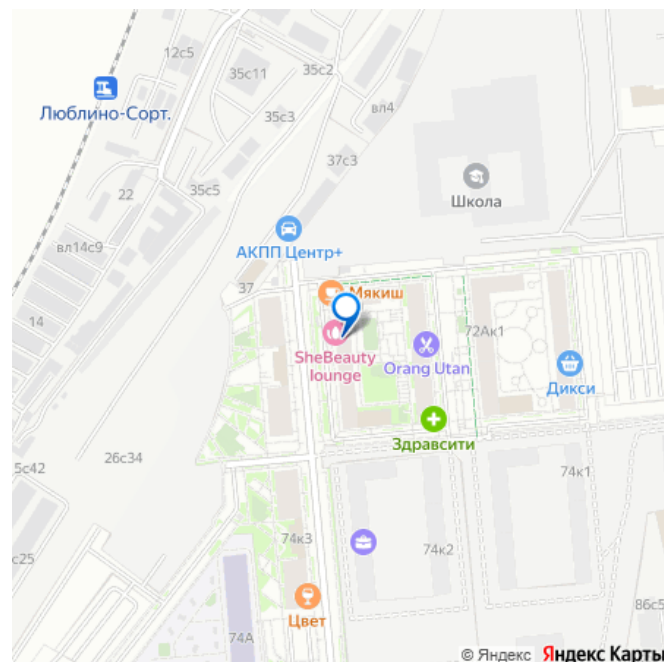 12с5
35с2
35с11
Люблино-Сорт.
35с3
вл4
37с3
22
35с5
Школа
вл14с9
АКПП Центр+
37
Мякиш
14
72Ак1
SheBeauty
lounge
Orang Utan
Дикси
Здравсити
26с34
5с42
74к1
74к3
74к2
с25
Цвет
86с5
74А
© Яндекс Яндекс Карты